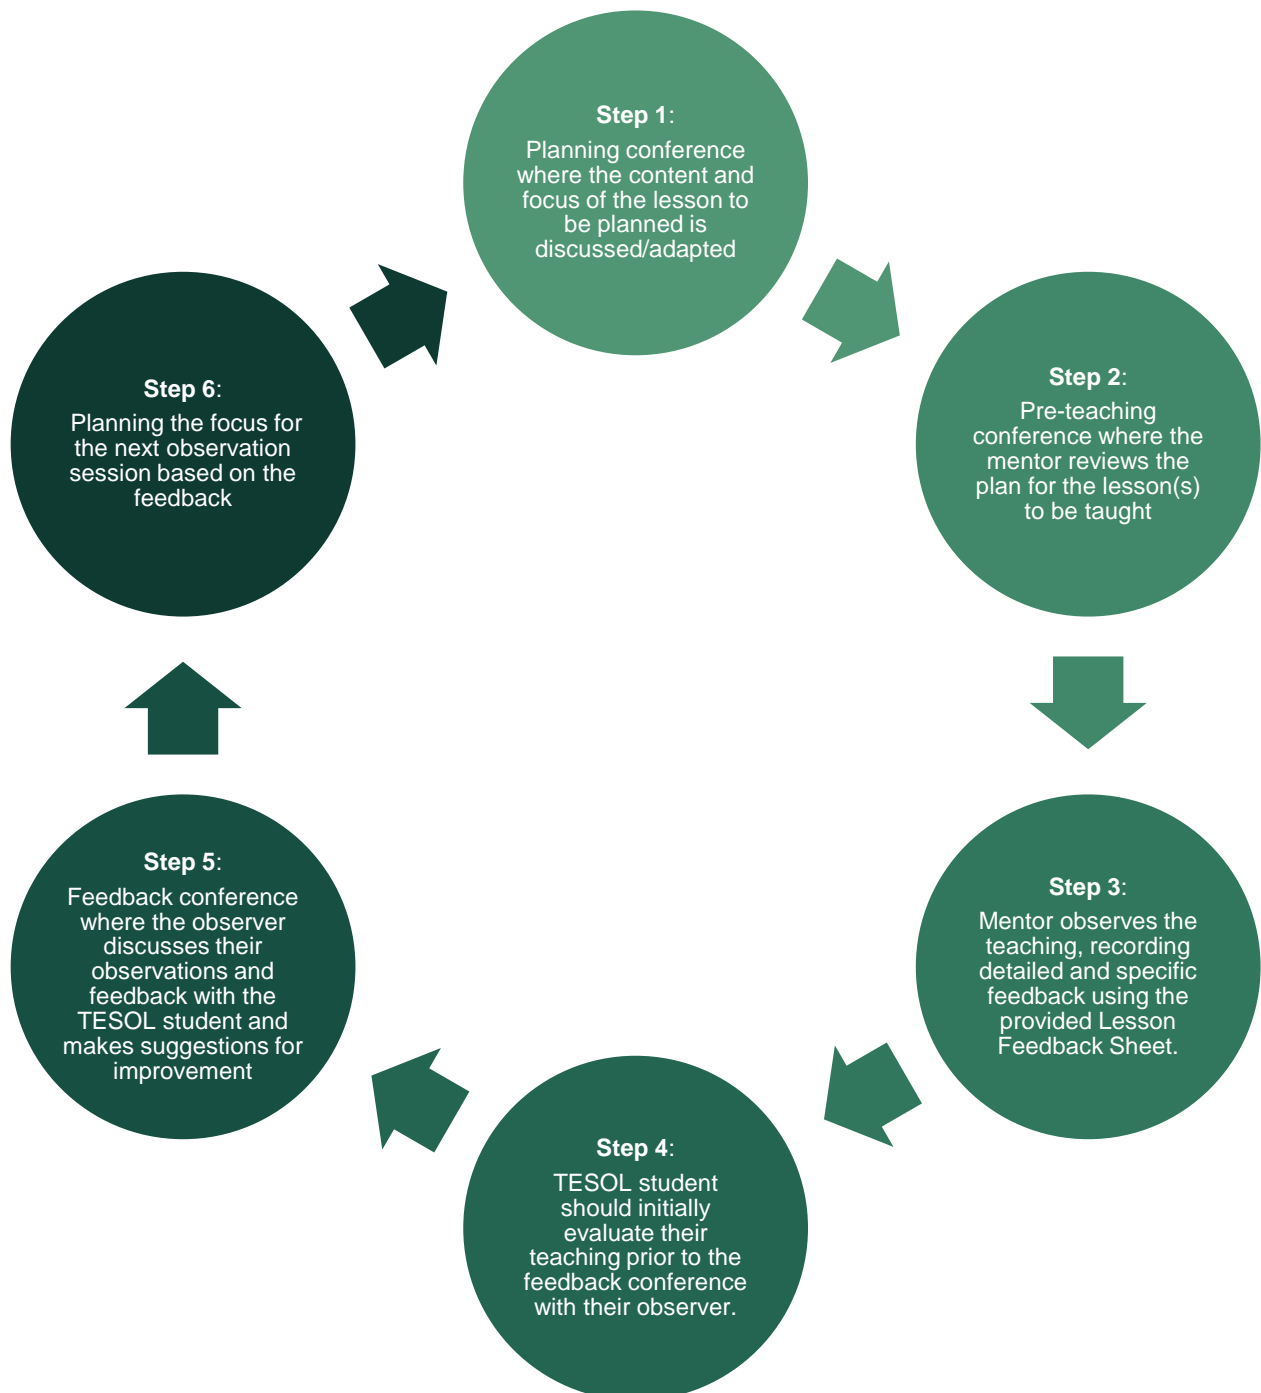 Step 1:
Planning conference
where the content and
focus of the lesson to
be planned is
discussed/adapted
Step 2:
Pre-teaching
conference where the
mentor reviews the
plan for the lesson(s)
to be taught
Step 3:
Mentor observes the
teaching, recording
detailed and specific
feedback using the
provided Lesson
Feedback Sheet.
Step 4:
TESOL student
should initially
evaluate their
teaching prior to the
feedback conference
with their observer.
Step 5:
Feedback conference
where the observer
discusses their
observations and
feedback with the
TESOL student and
makes suggestions for
improvement
Step 6:
Planning the focus for
the next observation
session based on the
feedback